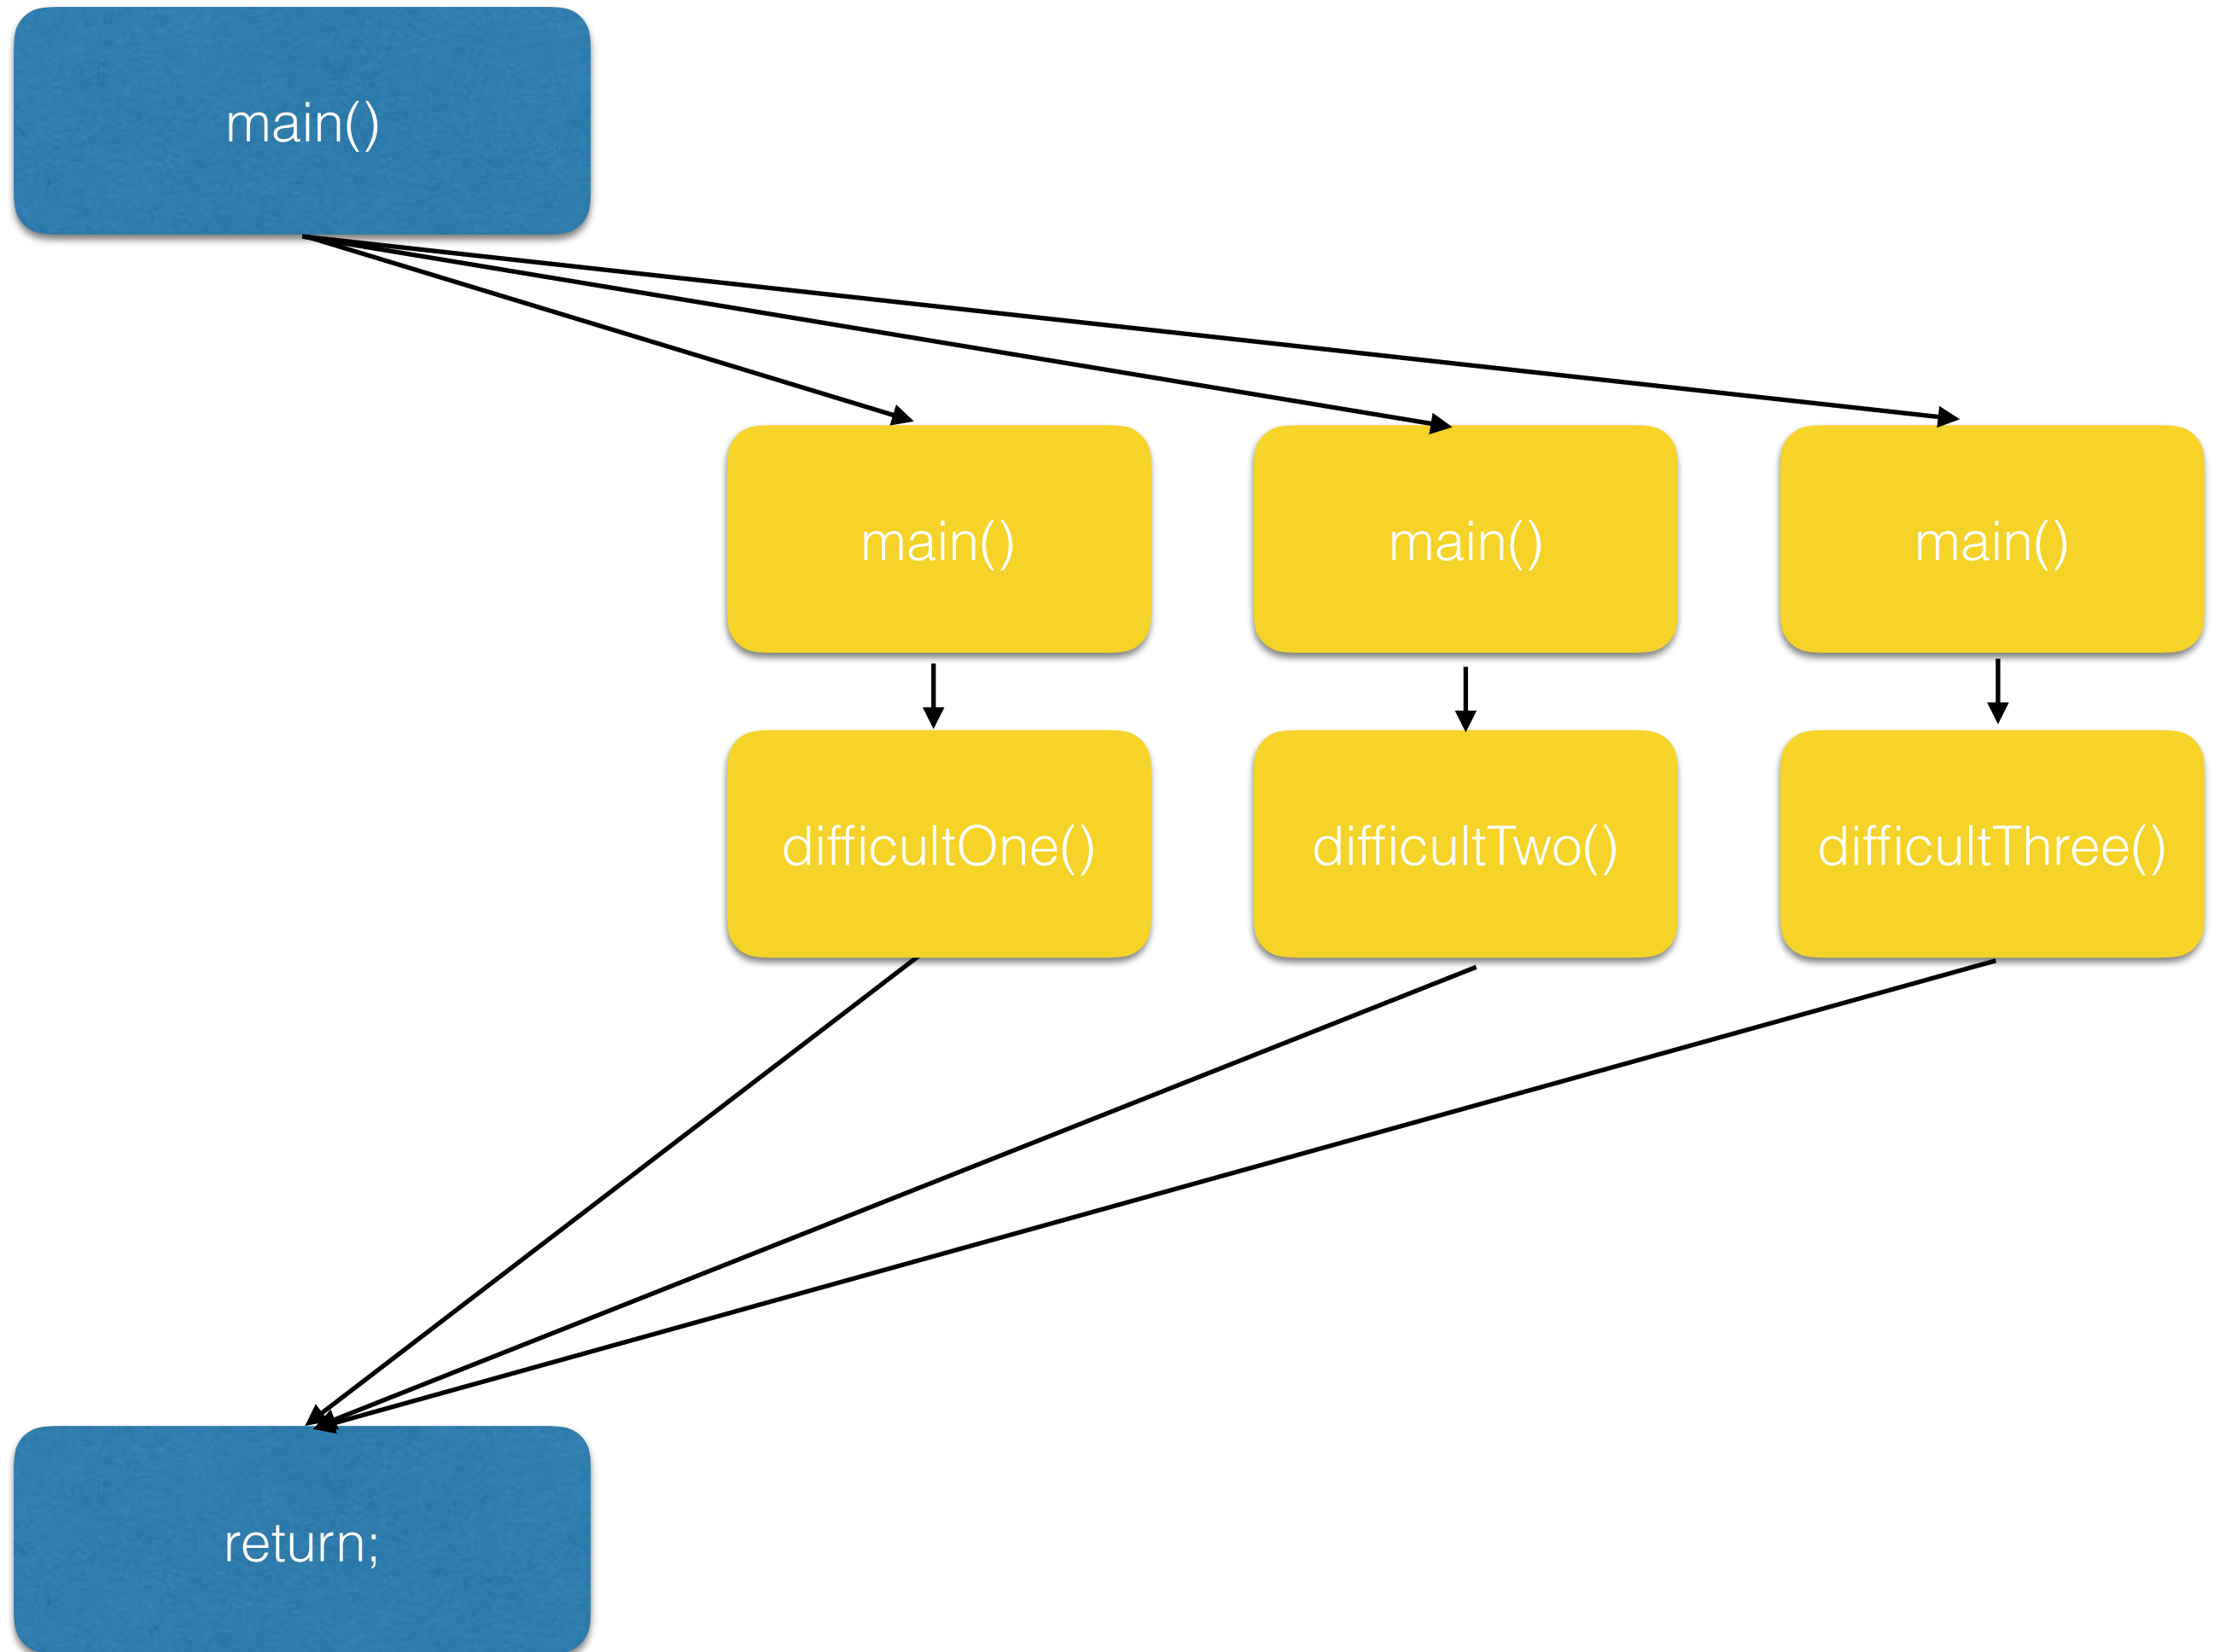 main()
main()
main()
main()
difficultOne()
difficultTwo()
difficultThree()
return;